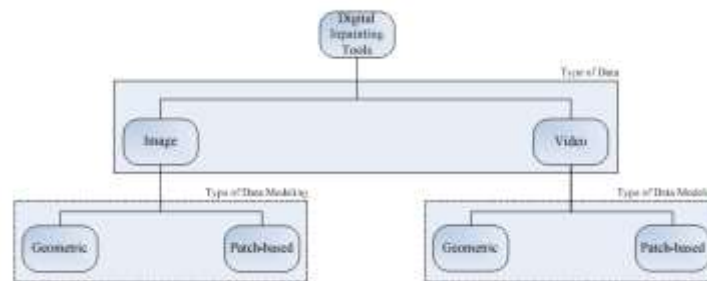 Digital
Inpainting
Tools
Type of Data
Image
Video
Type of Data Modeling
Type of Data Modeli
Geometric
Patch-based
Geometric
Patch-based